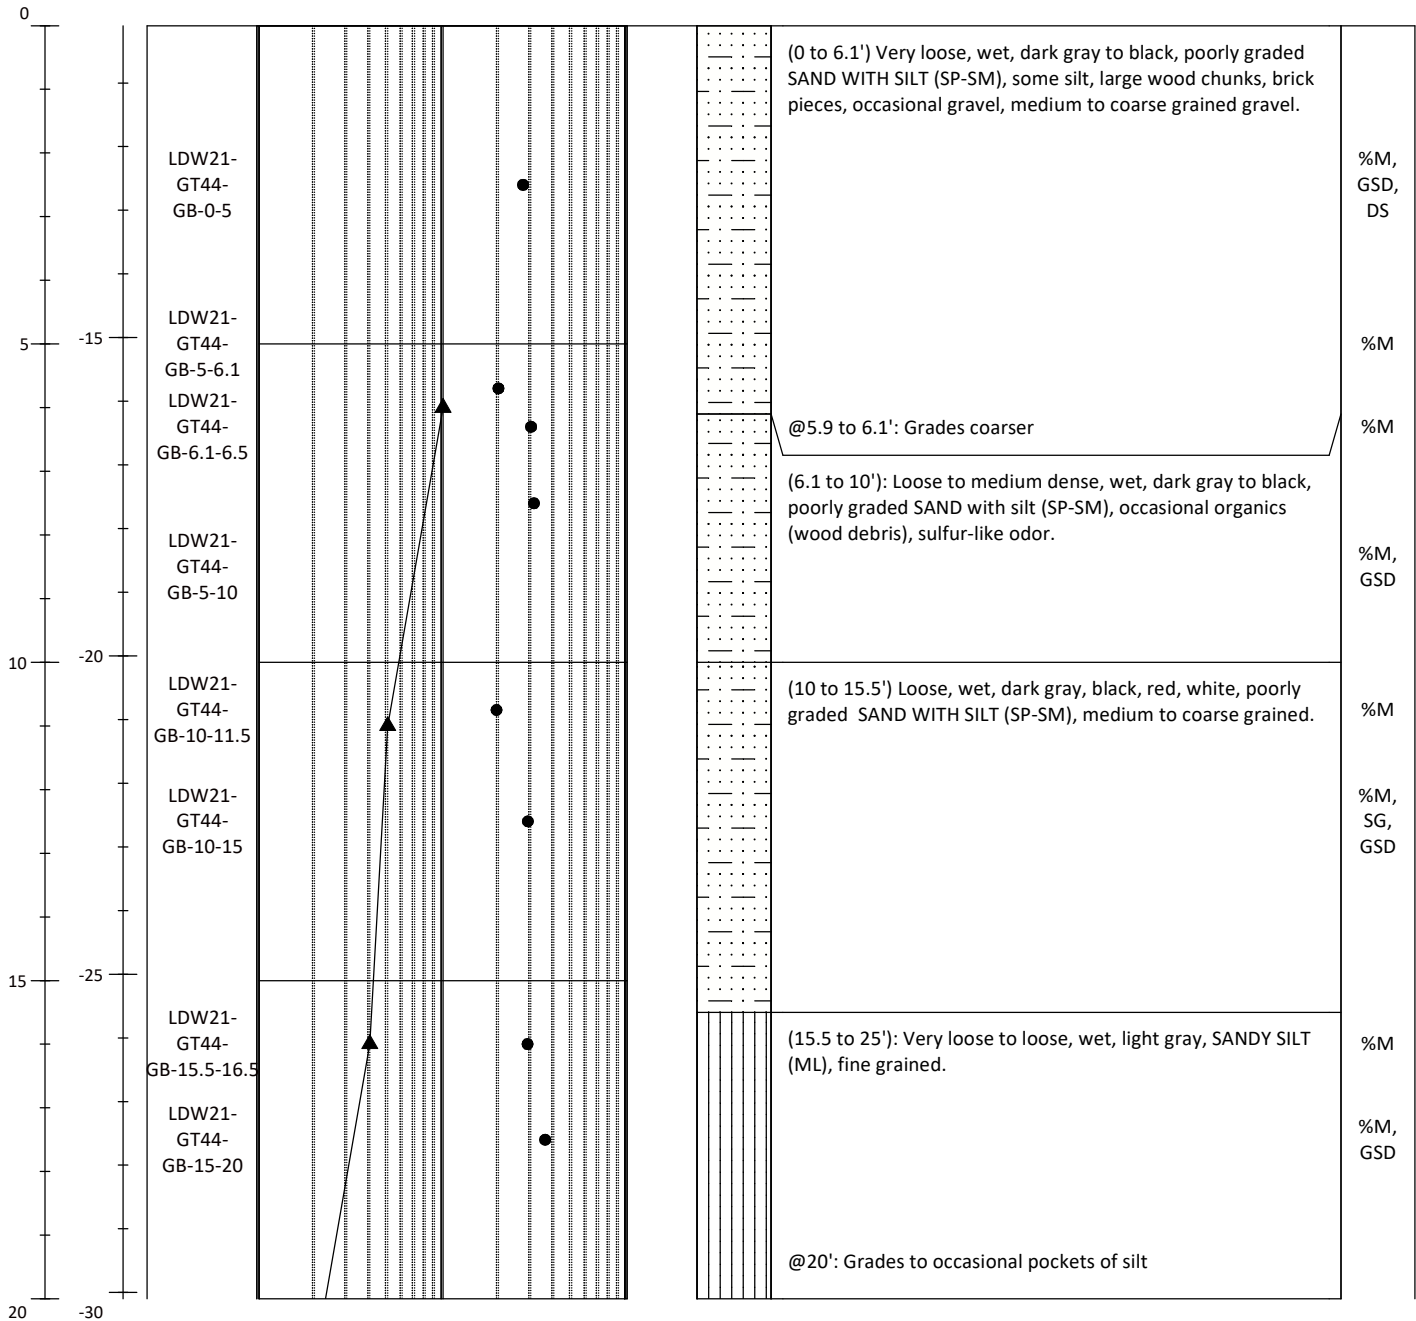 0
5
10
15
20
-15
-20
-25
-30
LDW21-
GT44-
GB-0-5
LDW21-
GT44-
GB-5-6.1
LDW21-
GT44-
GB-6.1-6.5
LDW21-
GT44-
GB-5-10
LDW21-
GT44-
GB-10-11.5
LDW21-
GT44-
GB-10-15
LDW21-
GT44-
GB-15.5-16.5
LDW21-
GT44-
GB-15-20
(0 to 6.1') Very loose, wet, dark gray to black, poorly graded
SAND WITH SILT (SP-SM), some silt, large wood chunks, brick
pieces, occasional gravel, medium to coarse grained gravel.
@5.9 to 6.1': Grades coarser
(6.1 to 10'): Loose to medium dense, wet, dark gray to black,
poorly graded SAND with silt (SP-SM), occasional organics
(wood debris), sulfur-like odor.
(10 to 15.5') Loose, wet, dark gray, black, red, white, poorly
graded  SAND WITH SILT (SP-SM), medium to coarse grained.
(15.5 to 25'): Very loose to loose, wet, light gray, SANDY SILT
(ML), fine grained.
@20': Grades to occasional pockets of silt
%M,
GSD,
DS
%M
%M
%M,
GSD
%M
%M,
SG,
GSD
%M
%M,
GSD